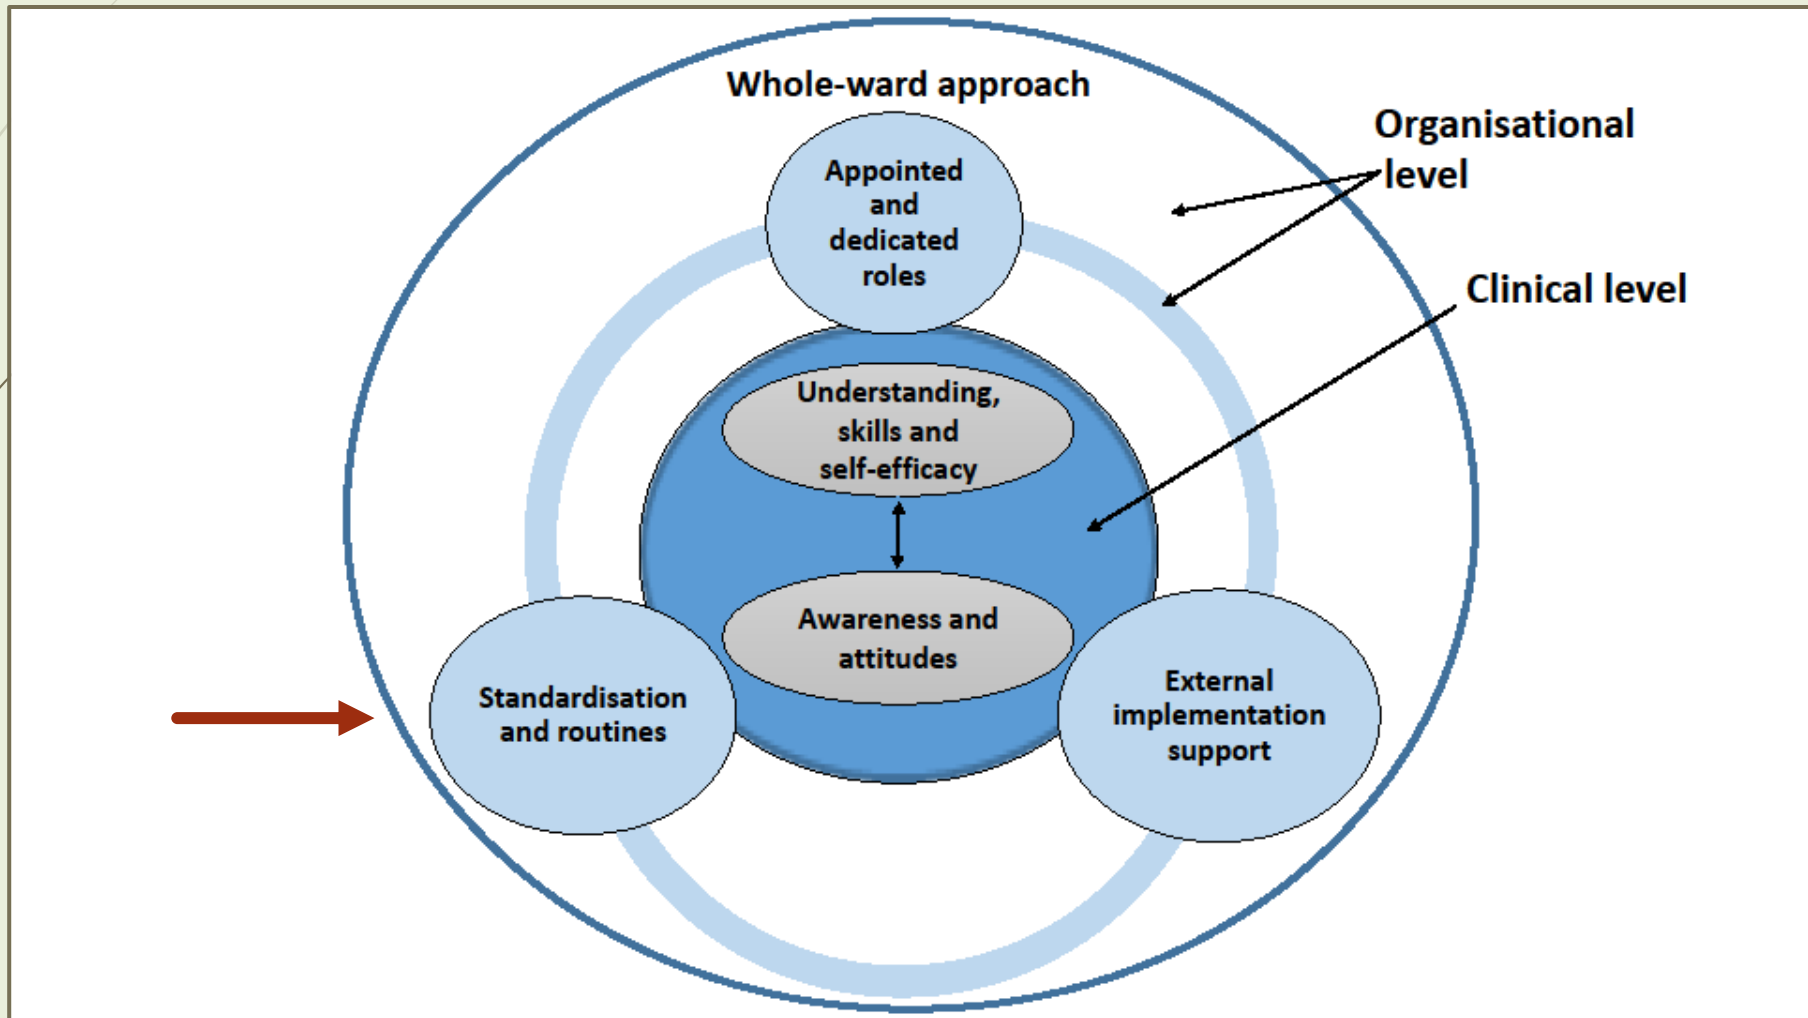 Whole-ward approach
Organisational
level
Appointed
and
dedicated
roles
Clinical level
Understanding,
skills and
self-efficacy
Awareness and
attitudes
Standardisation
and routines
External
implementation
support